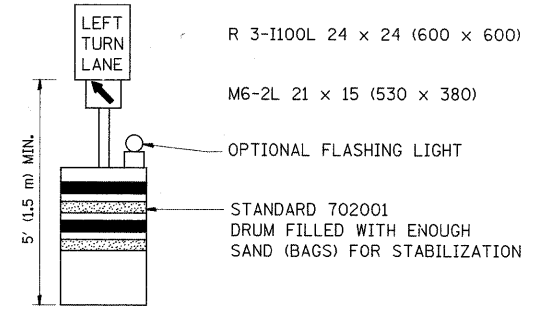 LEFT
TURN
LANE
R 3-I100L 24 x 24 (600 x 600)
M6-2L 21 x 15 (530 x 380)
5' (1.5 m) MIN.
OPTIONAL FLASHING LIGHT
STANDARD 702001
DRUM FILLED WITH ENOUGH
SAND (BAGS) FOR STABILIZATION